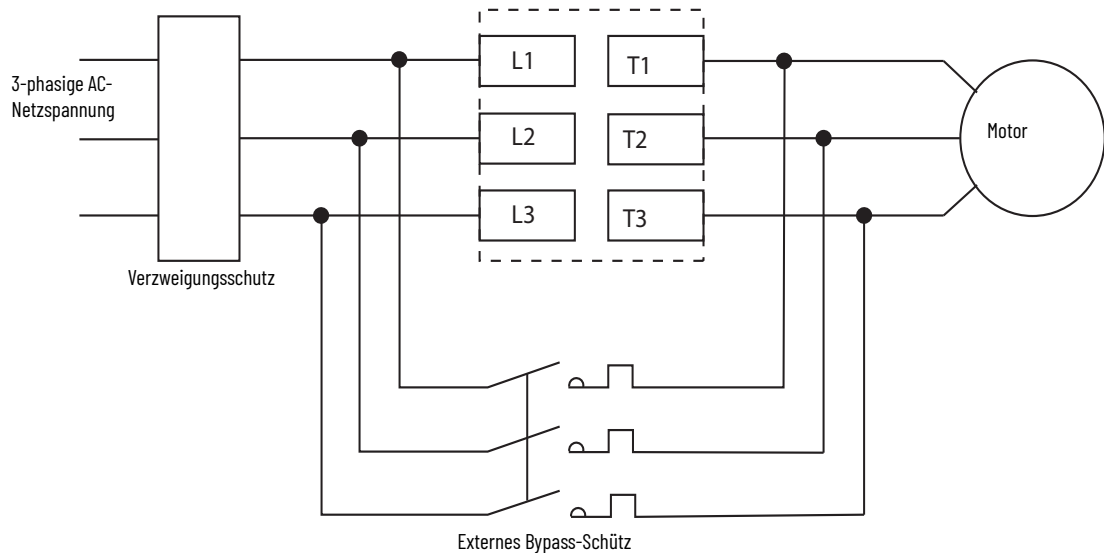 L1
T1
3-phasige AC-
Netzspannung
L2
T2
Motor
L3
T3
Verzweigungsschutz
Externes Bypass-Schütz